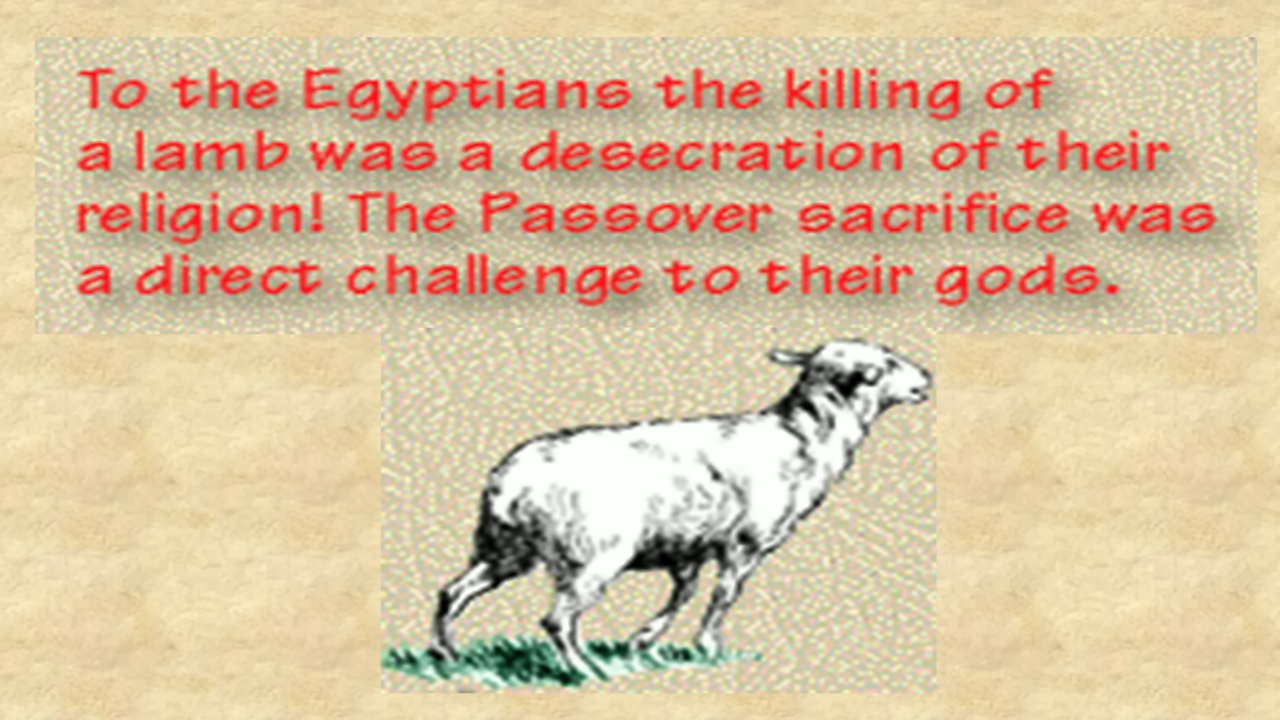 To the Egyptians the killing of
a lamb was a desecration of their
religion! The Passover sacrifice was
a direct challenge to their gods.